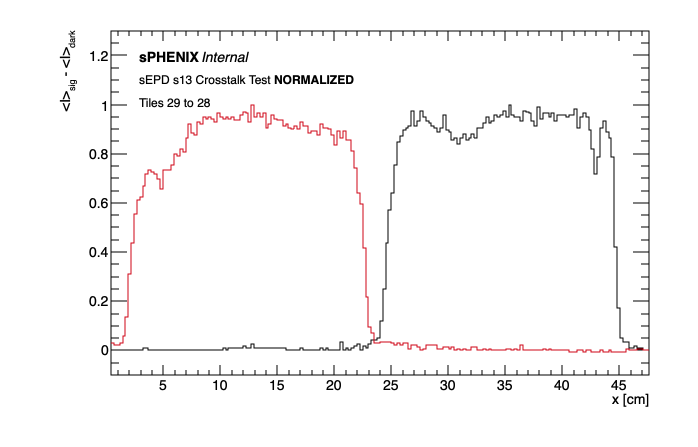 <I>sig - <I>dark
1.2
1
0.8
0.6
0.4
0.2
0
sPHENIX Internal
sEPD s13 Crosstalk Test NORMALIZED
Tiles 29 to 28
5 10 15 20 25 30 35 40 45
x [cm]